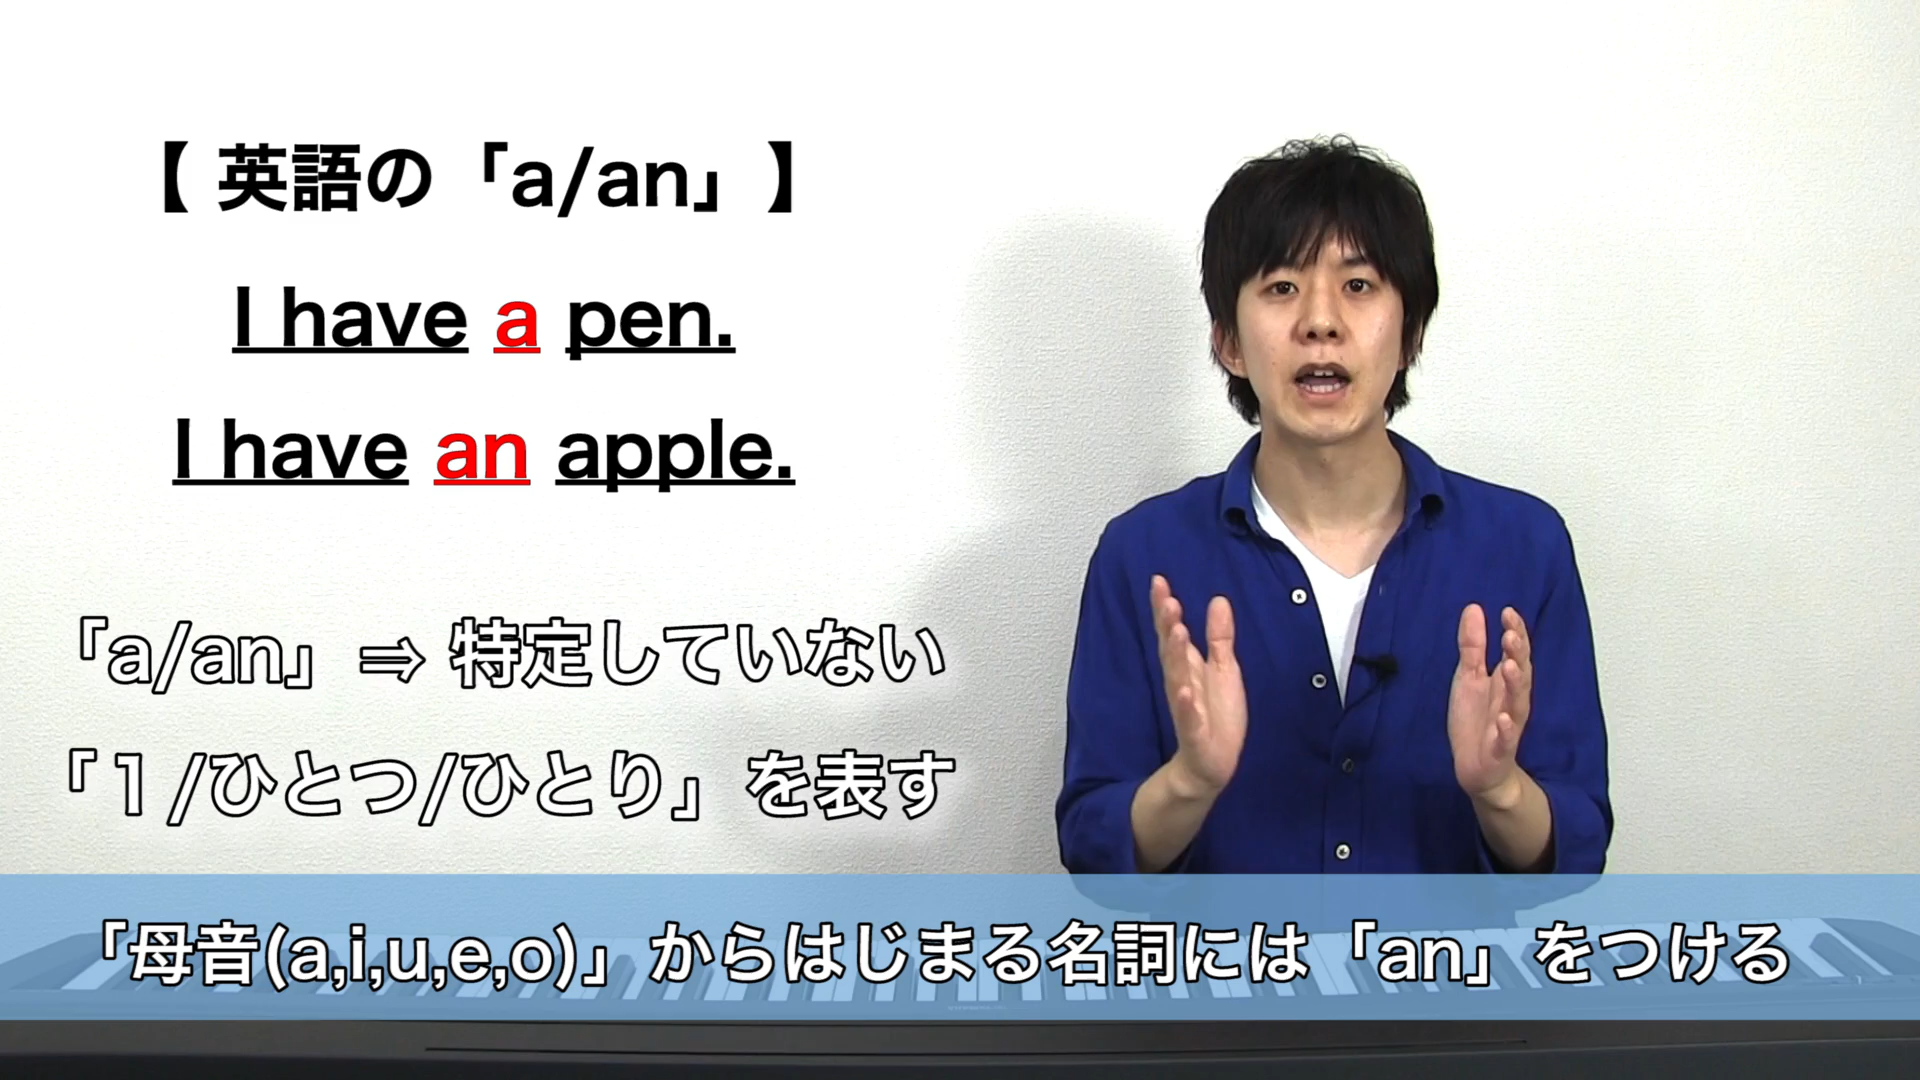 【 英語の「a/an」】
I have a pen.
I have an apple.
「a/an」⇒ 特定していない
「１/ひとつ/ひとり」を表す
「母音(a,i,u,e,o)」からはじまる名詞には「an」をつける